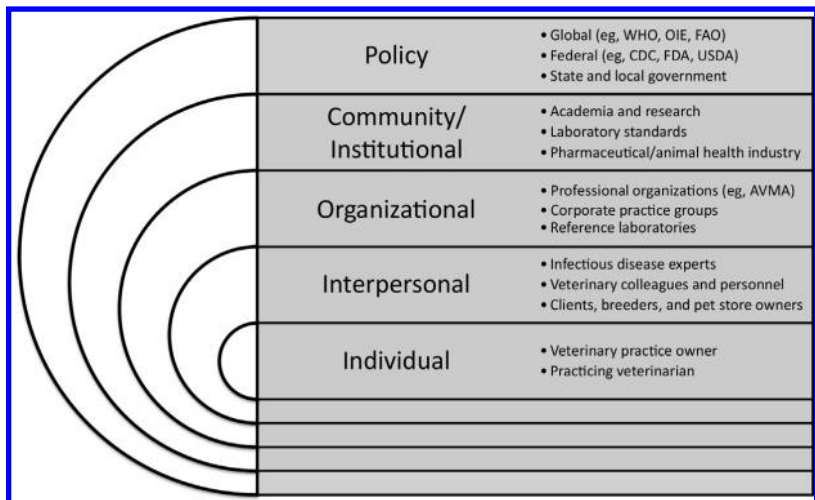 Policy
• Global (eg, WHO, OIE, FAO)
• Federal (eg, CDC, FDA, USDA)
• State and local government
Community/
Institutional
• Academia and research
• Laboratory standards
• Pharmaceutical/animal health industry
Organizational
• Professional organizations (eg, AVMA)
• Corporate practice groups
• Reference laboratories
Interpersonal
• Infectious disease experts
• Veterinary colleagues and personnel
• Clients, breeders, and pet store owners
Individual
• Veterinary practice owner
• Practicing veterinarian